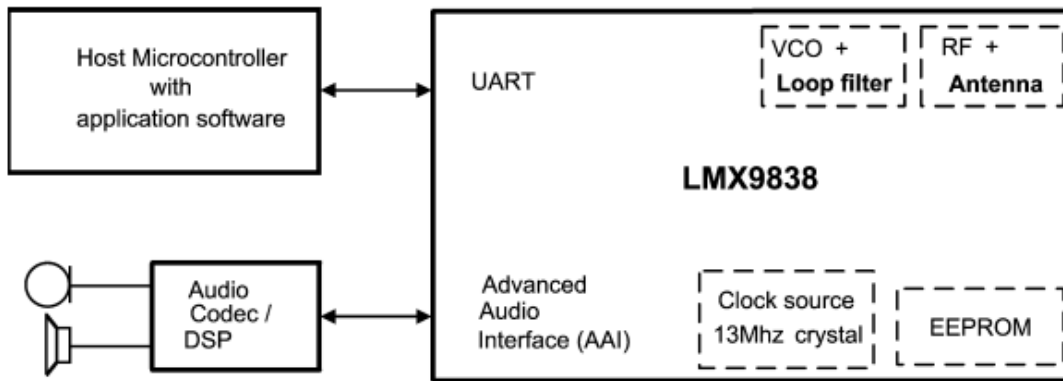 Host Microcontroller
with
application software
UART
VCO +
Loop filter
RF +
Antenna
LMX9838
Audio
Codec /
DSP
Advanced
Audio
Interface (AAI)
Clock source
13Mhz crystal
EEPROM